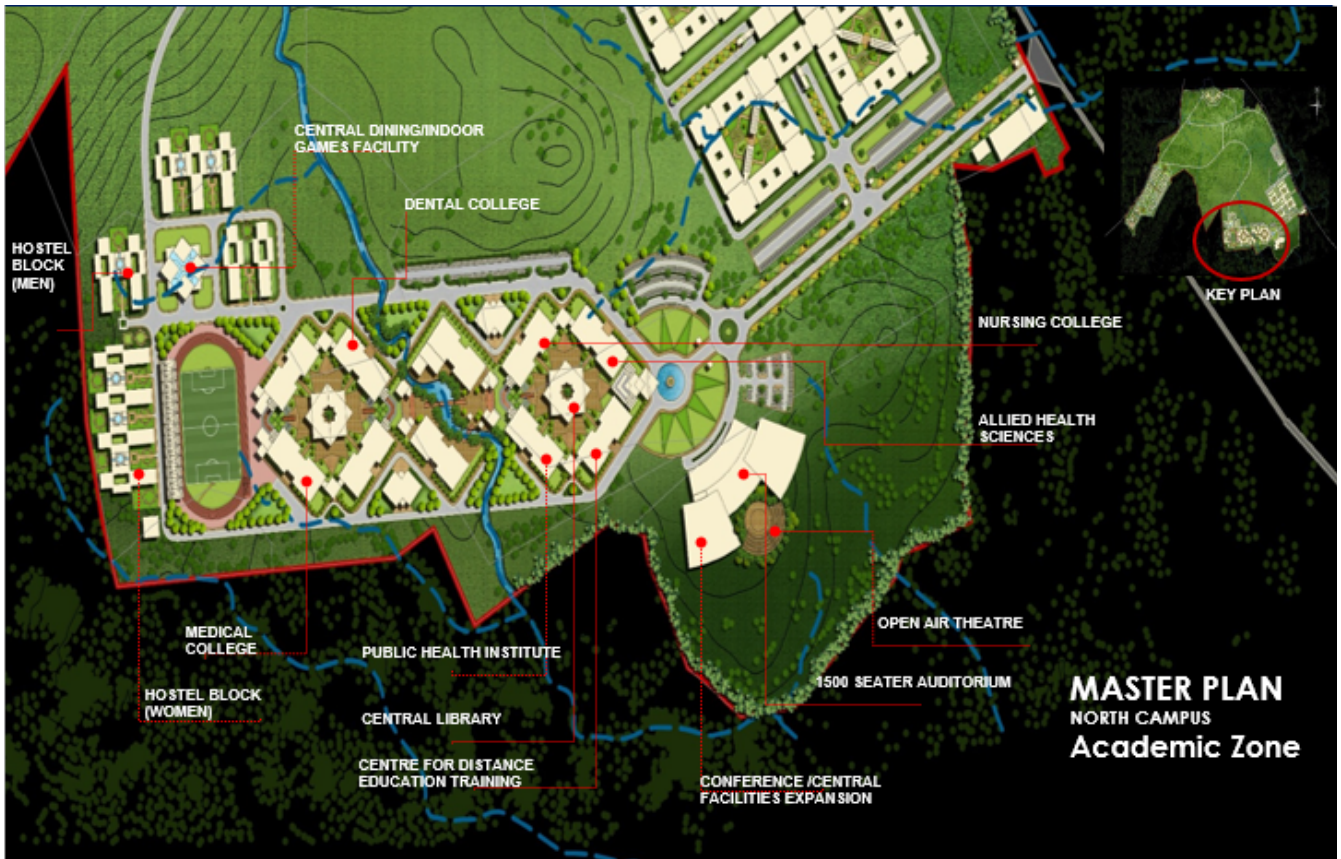 CENTRAL DINING/INDOOR
GAMES FACILITY
DENTAL COLLEGE
HOSTEL
BLOCK
(MEN)
KEY PLAN
NURSING COLLEGE
ALLIED HEALTH
SCIENCES
OPEN AIR THEATRE
MEDICAL
COLLEGE
PUBLIC HEALTH INSTITUTE
1500 SEATER AUDITORIUM
HOSTEL BLOCK
(WOMEN)
CENTRAL LIBRARY
CENTRE FOR DISTANCE
EDUCATION TRAINING
CONFERENCE /CENTRAL
FACILITIES EXPANSION
MASTER PLAN
NORTH CAMPUS
Academic Zone